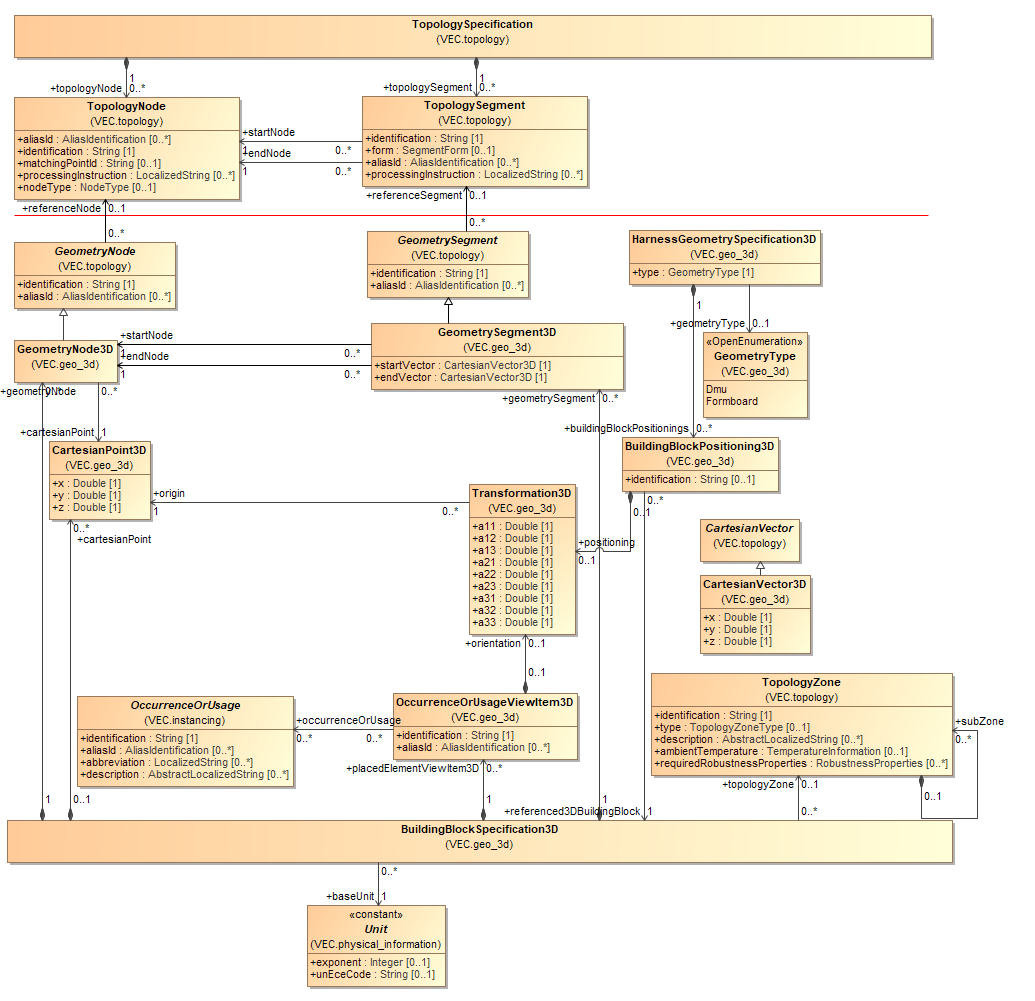 TopologySpecification
(VEC.topology)
1
+topologyNode 0..*
1
+topologySegment 0..*
TopologyNode
(VEC.topology)
+aliasId : AliasIdentification [0..*]
+identification : String [1]
+matchingPointId : String [0..1]
+processingInstruction : LocalizedString [0..*]
+nodeType : NodeType [0..1]
TopologySegment
(VEC.topology)
+identification : String [1]
+form : SegmentForm [0..1]
+aliasId : AliasIdentification [0..*]
+processingInstruction : LocalizedString [0..*]
+startNode
1
0..*
+endNode
1
0..*
+referenceNode 0..1
0..*
+referenceSegment 0..1
0..*
GeometryNode
(VEC.topology)
+identification : String [1]
+aliasId : AliasIdentification [0..*]
GeometrySegment
(VEC.topology)
+identification : String [1]
+aliasId : AliasIdentification [0..*]
HarnessGeometrySpecification3D
(VEC.geo_3d)
+type : GeometryType [1]
1
+geometryType 0..1
«OpenEnumeration»
GeometryType
(VEC.geo_3d)
Dmu
Formboard
GeometryNode3D
(VEC.geo_3d)
+startNode
1
0..*
+endNode
1
0..*
GeometrySegment3D
(VEC.geo_3d)
+startVector : CartesianVector3D [1]
+endVector : CartesianVector3D [1]
+geometryNode
0..*
0..*
+geometrySegment 0..*
+cartesianPoint 1
+buildingBlockPositionings 0..*
CartesianPoint3D
(VEC.geo_3d)
+x : Double [1]
+y : Double [1]
+z : Double [1]
BuildingBlockPositioning3D
(VEC.geo_3d)
+identification : String [0..1]
+origin
1
0..*
0..*
+cartesianPoint
Transformation3D
(VEC.geo_3d)
+a11 : Double [1]
+a12 : Double [1]
+a13 : Double [1]
+a21 : Double [1]
+a22 : Double [1]
+a23 : Double [1]
+a31 : Double [1]
+a32 : Double [1]
+a33 : Double [1]
0..*
0..1
+positioning
0..1
CartesianVector
(VEC.topology)
CartesianVector3D
(VEC.geo_3d)
+x : Double [1]
+y : Double [1]
+z : Double [1]
+orientation 0..1
0..1
OccurrenceOrUsage
(VEC.instancing)
+identification : String [1]
+aliasId : AliasIdentification [0..*]
+abbreviation : LocalizedString [0..*]
+description : AbstractLocalizedString [0..*]
+occurrenceOrUsage
0..*
0..*
OccurrenceOrUsageViewItem3D
(VEC.geo_3d)
+identification : String [1]
+aliasId : AliasIdentification [0..*]
+placedElementViewItem3D 0..*
TopologyZone
(VEC.topology)
+identification : String [1]
+type : TopologyZoneType [0..1]
+description : AbstractLocalizedString [0..*]
+ambientTemperature : TemperatureInformation [0..1]
+requiredRobustnessProperties : RobustnessProperties [0..*]
+subZone
0..*
0..1
+topologyZone 0..1
0..*
1
0..1
1
1
+referenced3DBuildingBlock 1
BuildingBlockSpecification3D
(VEC.geo_3d)
0..*
+baseUnit 1
«constant»
Unit
(VEC.physical_information)
+exponent : Integer [0..1]
+unEceCode : String [0..1]